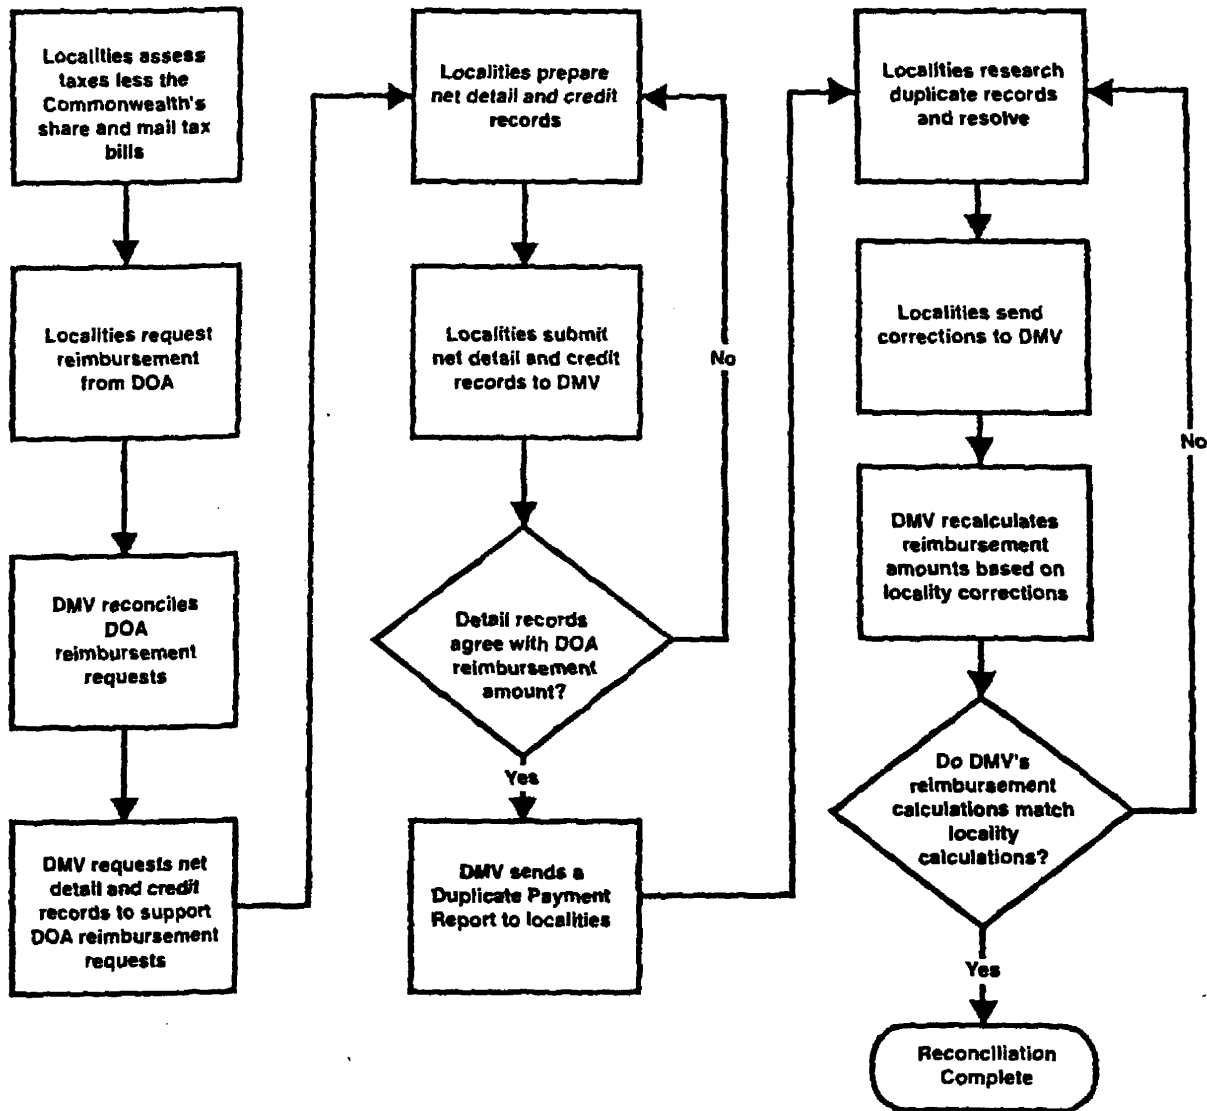 Localities assess
taxes less the
Commonwealth's
share and mail tax
bills
Localities request
reimbursement
from DOA
DMV reconciles
DOA
reimbursement
requests
DMV requests net
detail and credit
records to support
DOA reimbursement
requests
Localities prepare
net detail and credit
records
Localities submit
net detail and credit
records to DMV
No
Detail records
agree with DOA
reimbursement
amount?
Yes
DMV sends a
Duplicate Payment
Report to localities
Localities research
duplicate records
and resolve
Localities send
corrections to DMV
No
DMV recalculates
reimbursement
amounts based on
locality corrections
Do DMV's
reimbursement
calculations match
locality
calculations?
Yes
Reconciliation
Complete